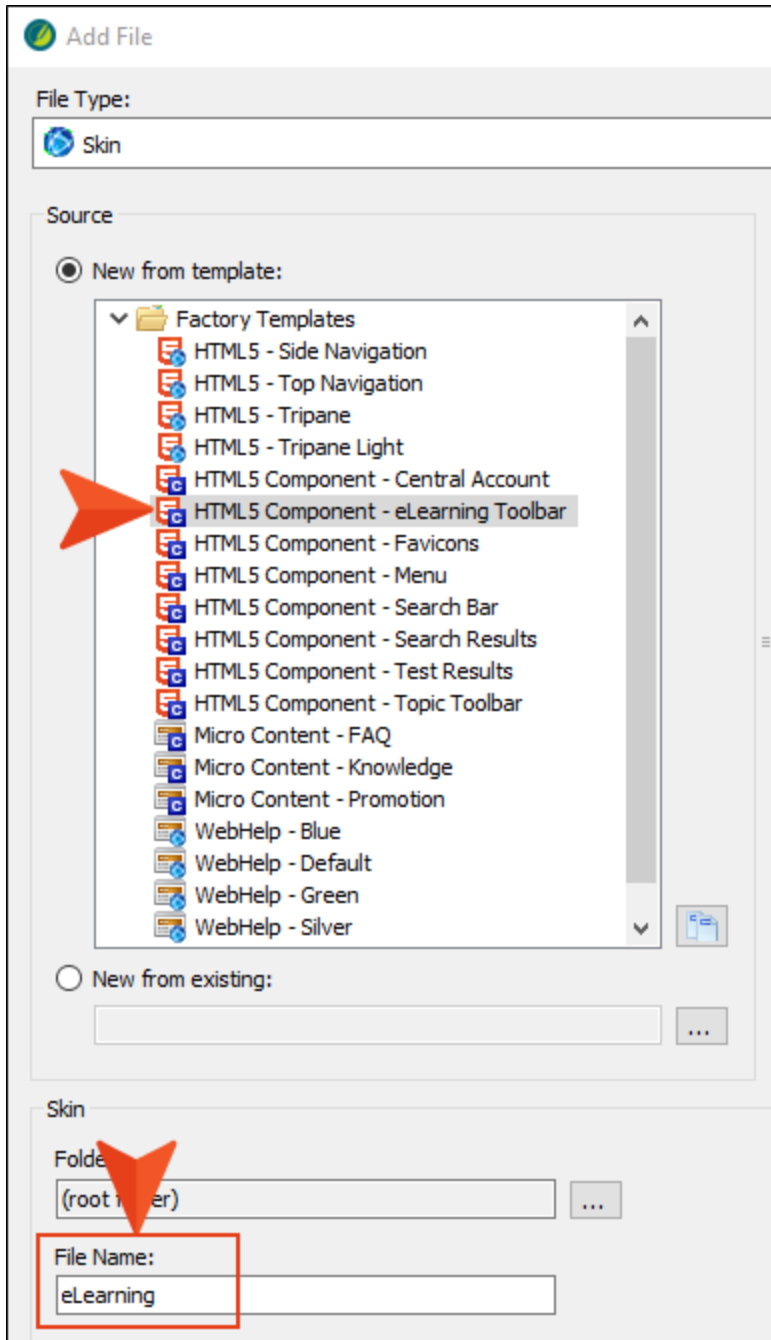 Add File
File Type:
Skin
Source
New from template:
Factory Templates
HTML5 - Side Navigation
HTML5 - Top Navigation
HTML5 - Tripane
HTML5 - Tripane Light
HTML5 Component - Central Account
HTML5 Component - eLearning Toolbar
HTML5 Component - Favicons
HTML5 Component - Menu
HTML5 Component - Search Bar
HTML5 Component - Search Results
HTML5 Component - Test Results
HTML5 Component - Topic Toolbar
Micro Content - FAQ
Micro Content - Knowledge
Micro Content - Promotion
WebHelp - Blue
WebHelp - Default
WebHelp - Green
WebHelp - Silver
New from existing:
...
Skin
(root
...
File Name:
eLearning